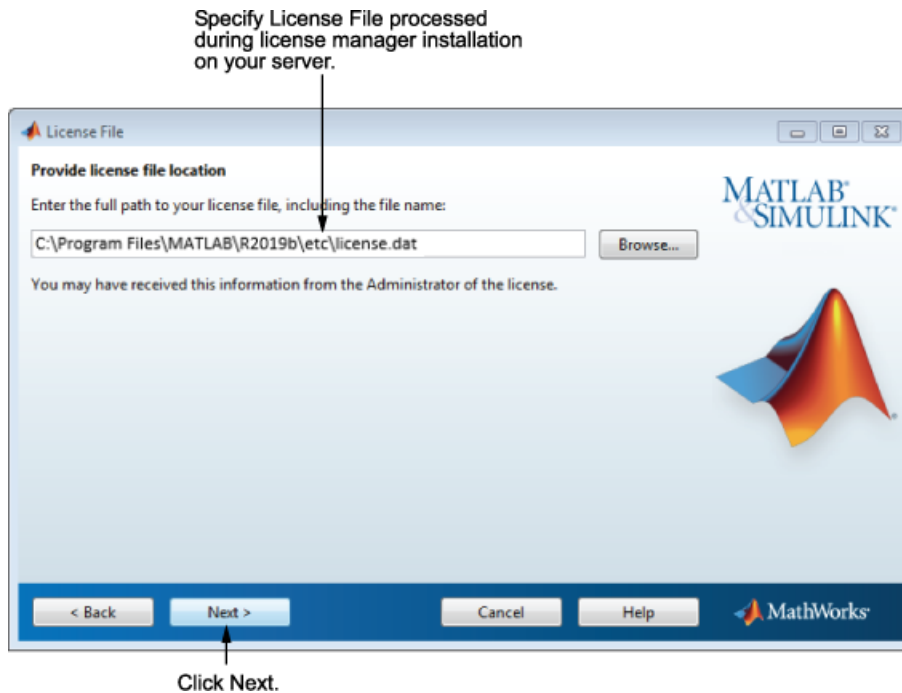 Specify License File processed
during license manager installation
on your server.
License File
Provide license file location
Enter the full path to your license file, including the file name:
C:\Program Files\MATLAB\R2019b\etc\license.dat
Browse...
You may have received this information from the Administrator of the license.
MATLAB®
&SIMULINK®
®
< Back
Next >
Cancel
Help
MathWorks®
Click Next.